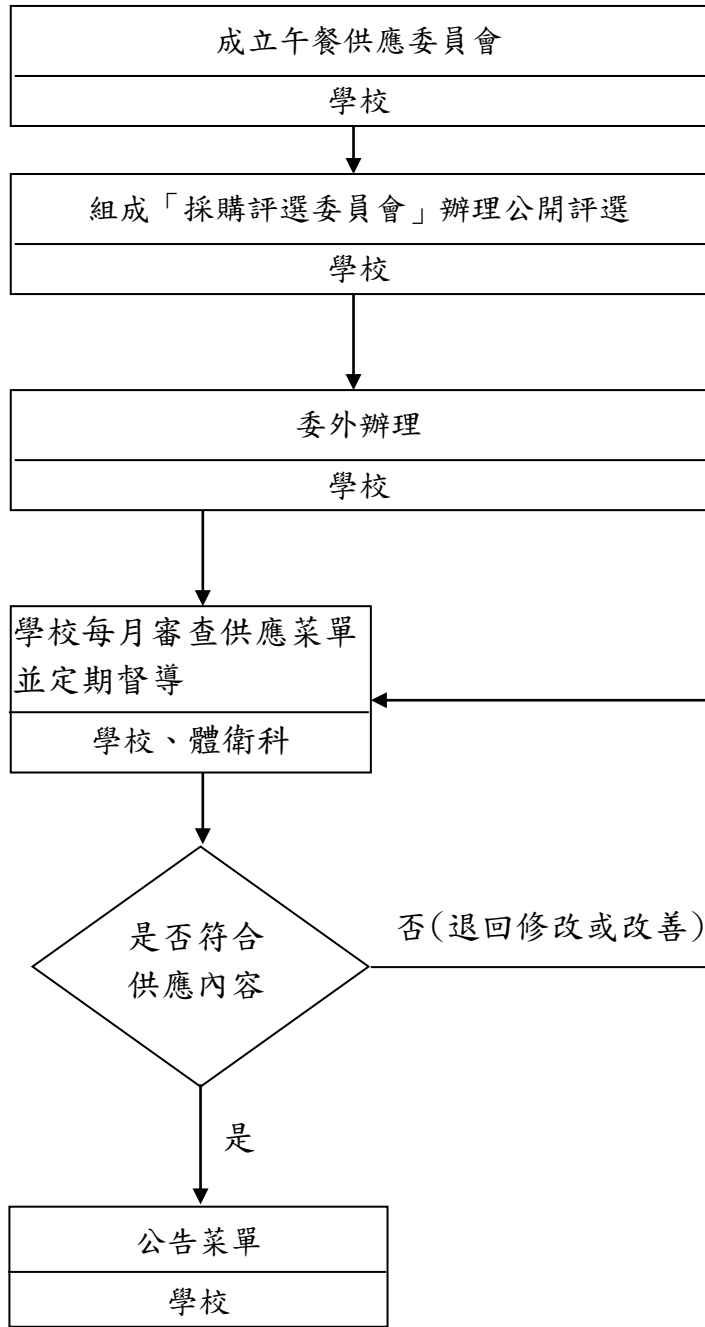 成立午餐供應委員會
學校
組成「採購評選委員會」辦理公開評選
學校
委外辦理
學校
學校每月審查供應菜單
並定期督導
學校、體衛科
是否符合
供應內容
否(退回修改或改善)
是
公告菜單
學校